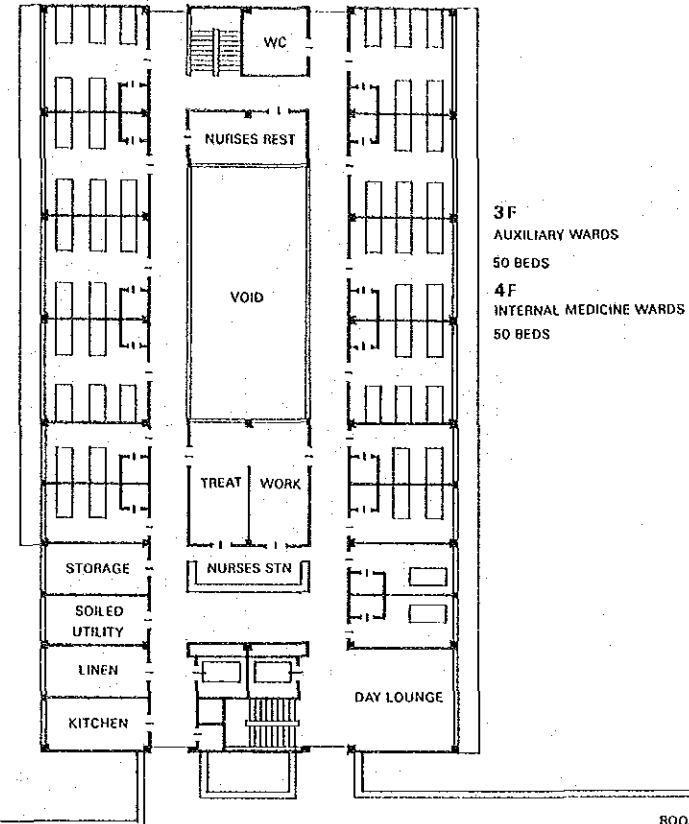 WC
NURSES REST
3F
AUXILIARY WARDS
50 BEDS
4F
INTERNAL MEDICINE WARDS
50 BEDS
VOID
TREAT
WORK
STORAGE
NURSES STN
SOILED
UTILITY
LINEN
DAY LOUNGE
KITCHEN
ROO